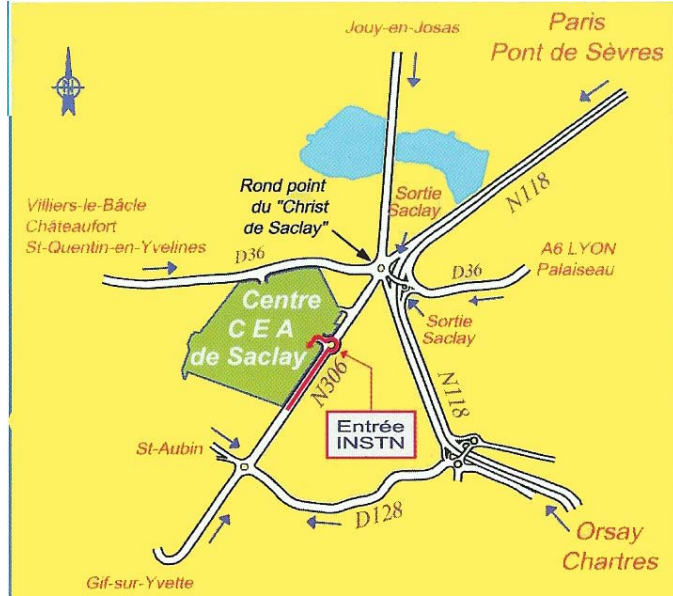 Jouy-en-Josas
Paris
Pont de Sèvres
N
Rond point
du "Christ
de Saclay"
Sortie
Saclay
N118
Villiers-le-Bâcle
Châteaufort
St-Quentin-en-Yvelines
D36
A6 LYON
Palaiseau
D36
Centre
C E A
de Saclay
Sortie
Saclay
N306
N118
Entrée
INSTN
St-Aubin
D128
Orsay
Chartres
Gif-sur-Yvette